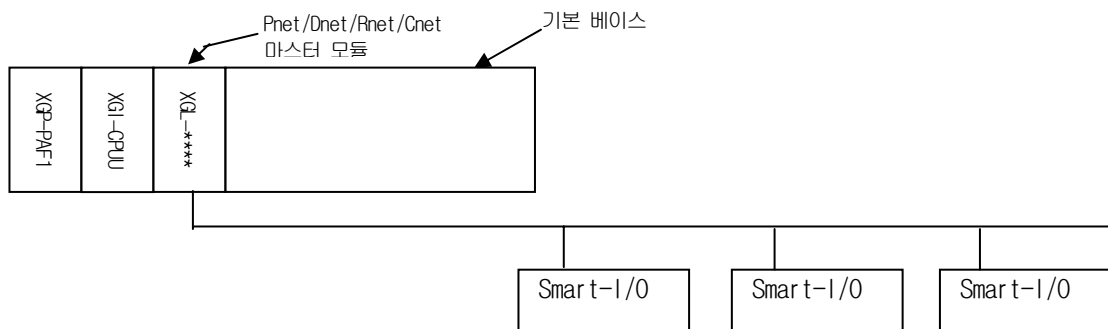 Pnet/Dnet/Rnet/Cnet
마스터 모듈
기본 베이스
XGP-PAF1
XGI-CPUU
XGL-****
Smart-I/O
Smart-I/O
Smart-I/O